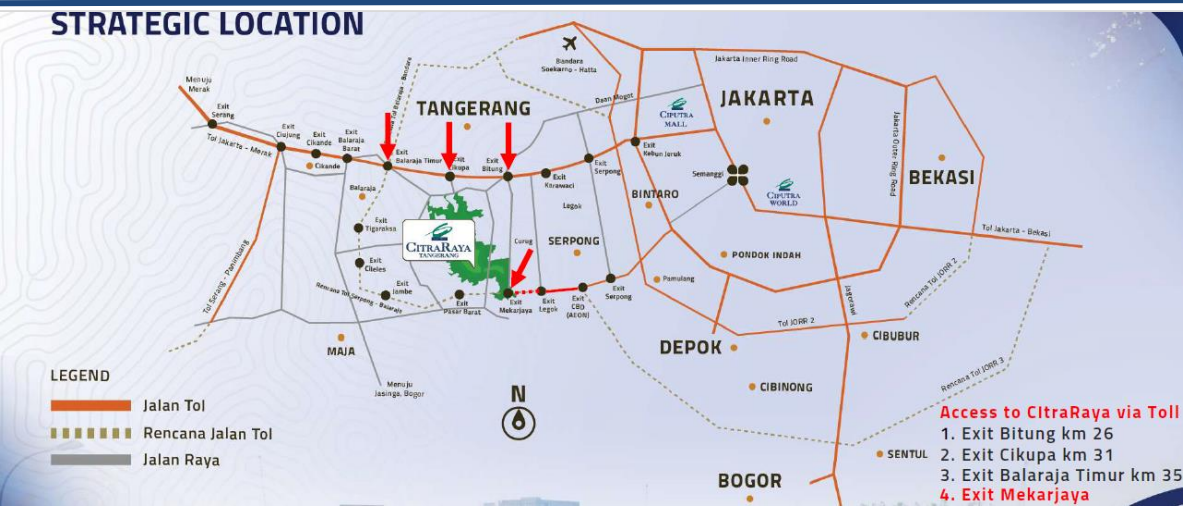 STRATEGIC LOCATION
Menuju
Merak
Exit
Serang
Tol Jakarta - Merak
Exit
Ciujung
Exit
Cikande
Cikande
Exit
Balaraja
Barat
Exit
Balaraja Timur
TANGERANG
Exit
Cikupa
Exit
Bitung
Exit
Karawaci
Exit
Serpong
Exit
Kebun Jeruk
Bandara
Soekarno - Hatta
Daan Mogot
Jakarta Inner Ring Road
CIPUTRA
MALL
JAKARTA
Jakarta Outer Ring Road
BEKASI
Semanggi
CIPUTRA
WORLD
BINTARO
Legok
SERPONG
Curug
Balaraja
Exit
Tigaraksa
CITRARAYA
TANGERANG
Exit
Cileles
Exit
Jambe
Rencana Tol Serpong - Balaraja
Exit
Pasar Barat
Exit
Mekarjaya
Exit
Legok
Exit
CBD
(AEON)
Exit
Serpong
Pamulang
PONDOK INDAH
Tol Jakarta - Bekasi
Rencana Tol JORR 2
Jagorawi
Tol JORR 2
CIBUBUR
DEPOK
CIBINONG
Rencana Tol JORR 3
Tol Serang - Panimbang
MAJA
Menuju
Jasinga, Bogor
N
SENTUL
BOGOR
LEGEND
Jalan Tol
Rencana Jalan Tol
Jalan Raya
Access to CItraRaya via Toll
1. Exit Bitung km 26
2. Exit Cikupa km 31
3. Exit Balaraja Timur km 35
4. Exit Mekarjaya